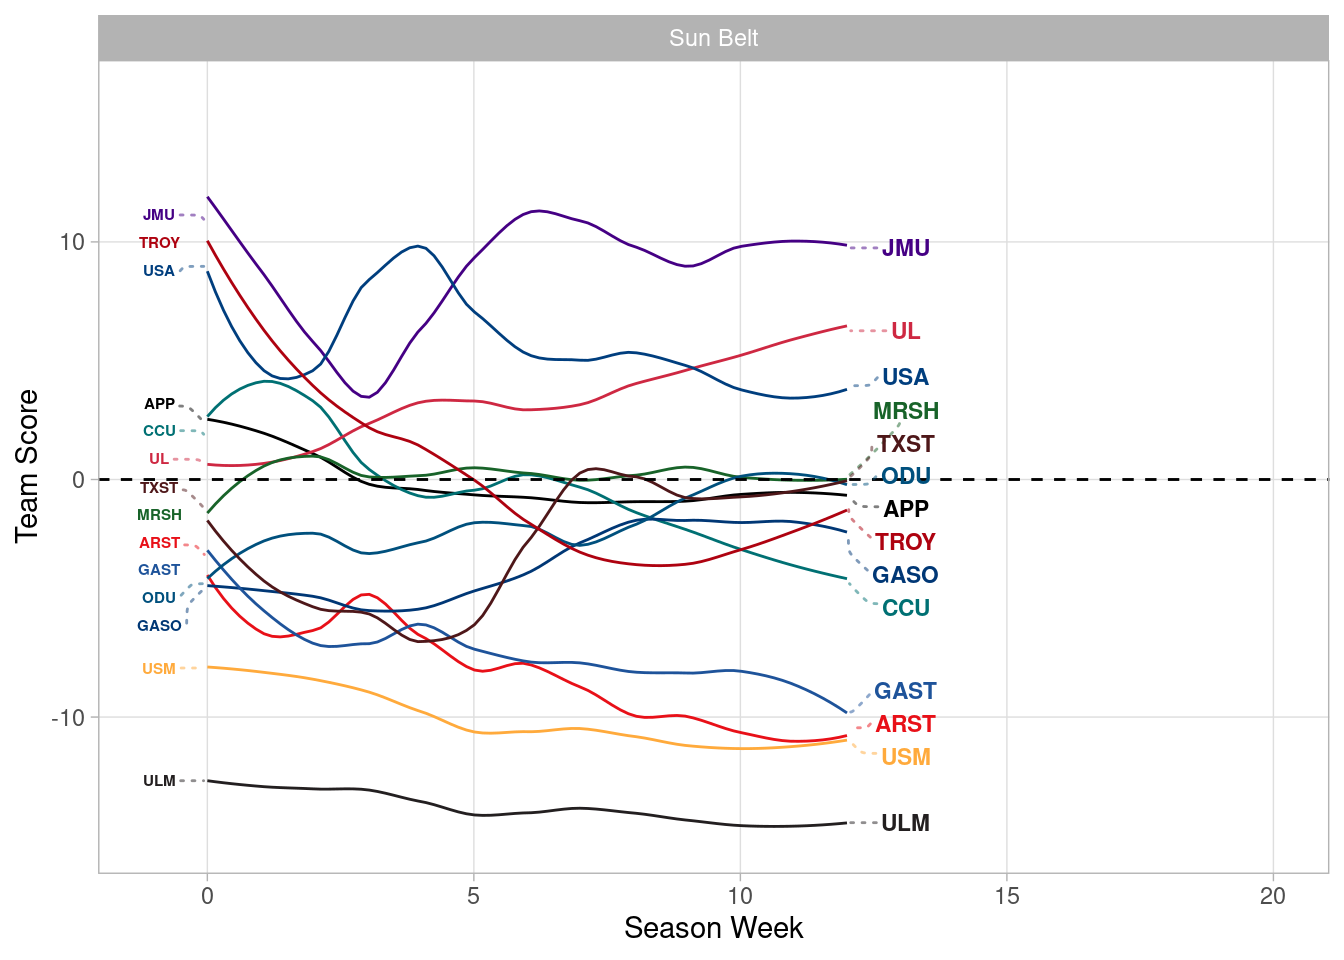 Sun Belt
Team Score
10
0
-10
JMU
TROY
USA
APP
CCU
UL
TXST
MRSH
ARST
GAST
ODU
GASO
USM
ULM
JMU
UL
USA
MRSH
TXST
ODU
APP
TROY
GASO
CCU
GAST
ARST
USM
ULM
0 5 10 15 20
Season Week